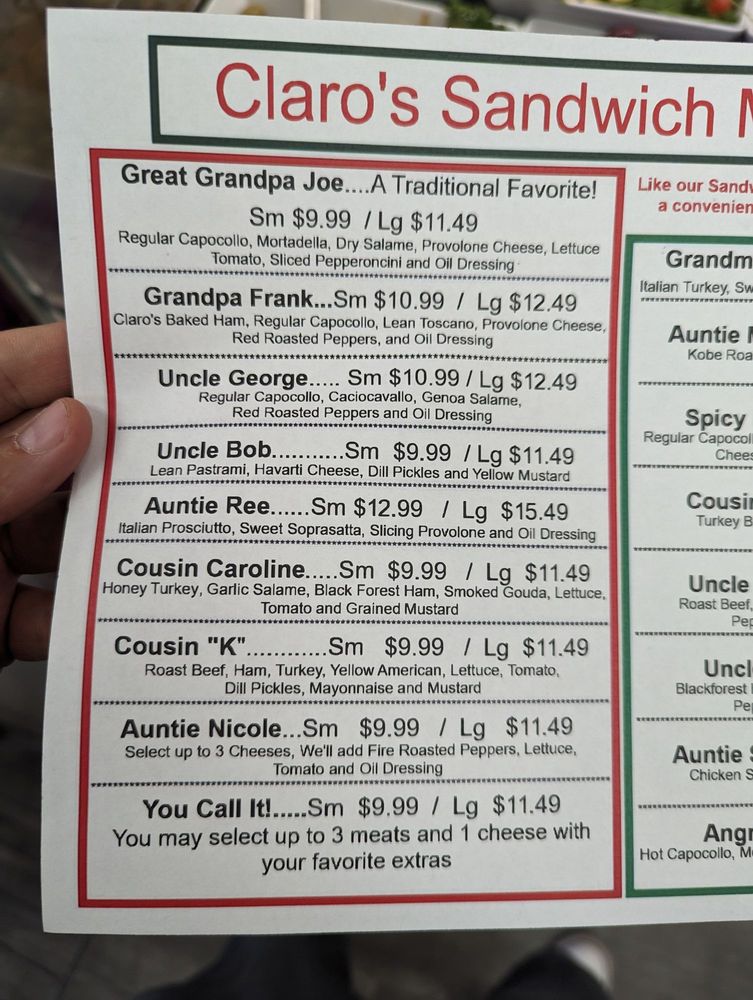 Claro's Sandwich
Great Grandpa Joe....A Traditional Favorite!
Sm $9.99 / Lg $11.49
Regular Capocollo, Mortadella, Dry Salame, Provolone Cheese, Lettuce
Tomato, Sliced Pepperoncini and Oil Dressing
Grandpa Frank...Sm $10.99 / Lg $12.49
Claro's Baked Ham, Regular Capocollo, Lean Toscano, Provolone Cheese,
Red Roasted Peppers, and Oil Dressing
Uncle George..... Sm $10.99 / Lg $12.49
Regular Capocollo, Caciocavallo, Genoa Salame,
Red Roasted Peppers and Oil Dressing
Uncle Bob...........Sm $9.99 / Lg $11.49
Lean Pastrami, Havarti Cheese, Dill Pickles and Yellow Mustard
Auntie Ree......Sm $12.99 / Lg $15.49
Italian Prosciutto, Sweet Soprasatta, Slicing Provolone and Oil Dressing
Cousin Caroline.....Sm $9.99 / Lg $11.49
Honey Turkey, Garlic Salame, Black Forest Ham, Smoked Gouda, Lettuce,
Tomato and Grained Mustard
Cousin "K"............Sm $9.99 / Lg $11.49
Roast Beef, Ham, Turkey, Yellow American, Lettuce, Tomato,
Dill Pickles, Mayonnaise and Mustard
Auntie Nicole...Sm $9.99 / Lg $11.49
Select up to 3 Cheeses, We'll add Fire Roasted Peppers, Lettuce,
Tomato and Oil Dressing
You Call It!.....Sm $9.99 / Lg $11.49
You may select up to 3 meats and 1 cheese with
your favorite extras
Like our Sandw
a convenien
Grandm
Italian Turkey, Sw
Auntie
Kobe Roa
Spicy
Regular Capocol
Chees
Cousin
Turkey B
Uncle
Roast Beef,
Pep
Uncl
Blackforest
Pep
Auntie
Chicken S
Angr
Hot Capocollo, Mo